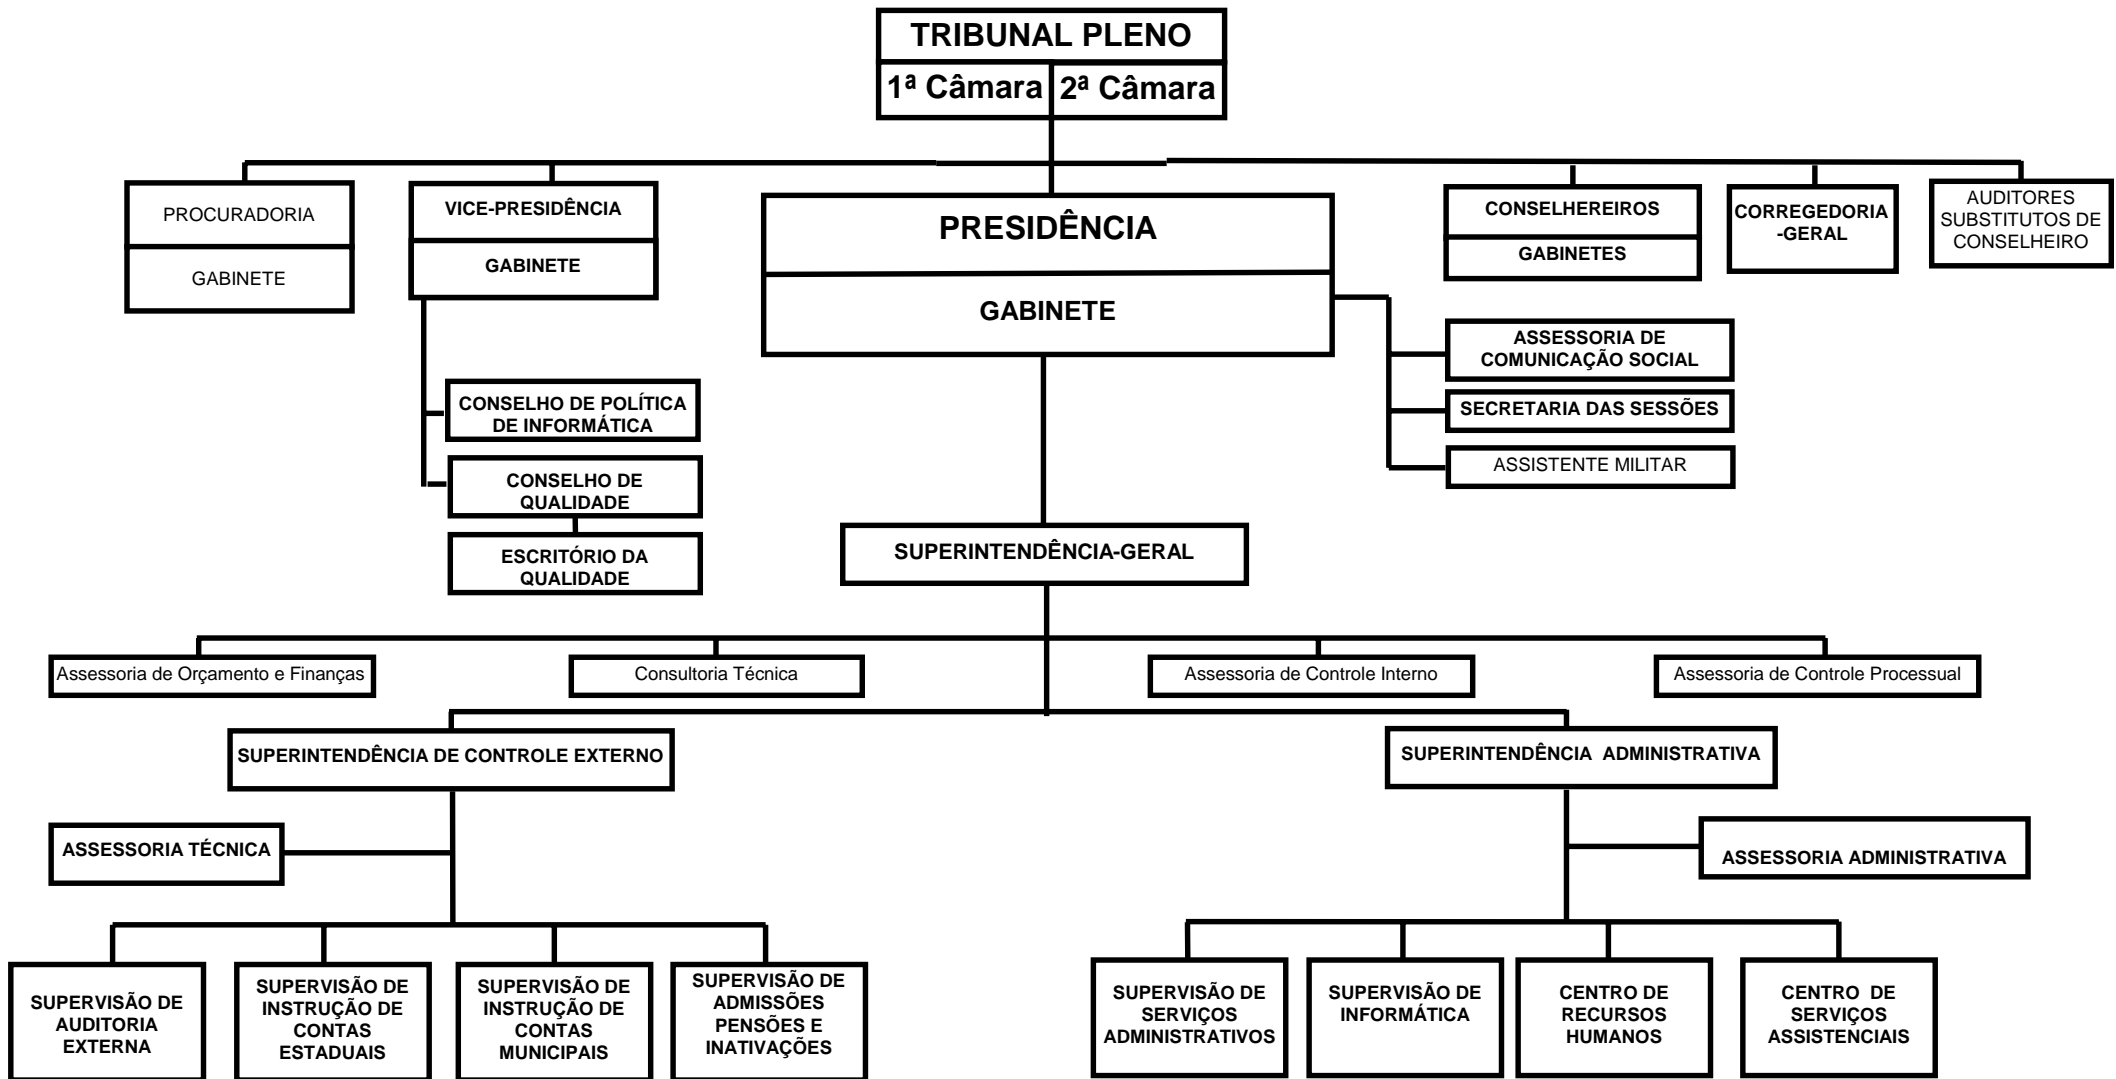 TRIBUNAL PLENO
1ª Câmara
2ª Câmara
PROCURADORIA
GABINETE
VICE-PRESIDÊNCIA
GABINETE
PRESIDÊNCIA
GABINETE
CONSELHEREIROS
GABINETES
CORREGEDORIA
-GERAL
AUDITORES
SUBSTITUTOS DE
CONSELHEIRO
ASSESSORIA DE
COMUNICAÇÃO SOCIAL
SECRETARIA DAS SESSÕES
ASSISTENTE MILITAR
CONSELHO DE POLÍTICA
DE INFORMÁTICA
CONSELHO DE
QUALIDADE
ESCRITÓRIO DA
QUALIDADE
SUPERINTENDÊNCIA-GERAL
Assessoria de Orçamento e Finanças
Consultoria Técnica
Assessoria de Controle Interno
Assessoria de Controle Processual
SUPERINTENDÊNCIA DE CONTROLE EXTERNO
SUPERINTENDÊNCIA ADMINISTRATIVA
ASSESSORIA TÉCNICA
ASSESSORIA ADMINISTRATIVA
SUPERVISÃO DE
AUDITORIA
EXTERNA
SUPERVISÃO DE
INSTRUÇÃO DE
CONTAS
ESTADUAIS
SUPERVISÃO DE
INSTRUÇÃO DE
CONTAS
MUNICIPAIS
SUPERVISÃO DE
ADMISSÕES
PENSÕES E
INATIVAÇÕES
SUPERVISÃO DE
SERVIÇOS
ADMINISTRATIVOS
SUPERVISÃO DE
INFORMÁTICA
CENTRO DE
RECURSOS
HUMANOS
CENTRO DE
SERVIÇOS
ASSISTENCIAIS